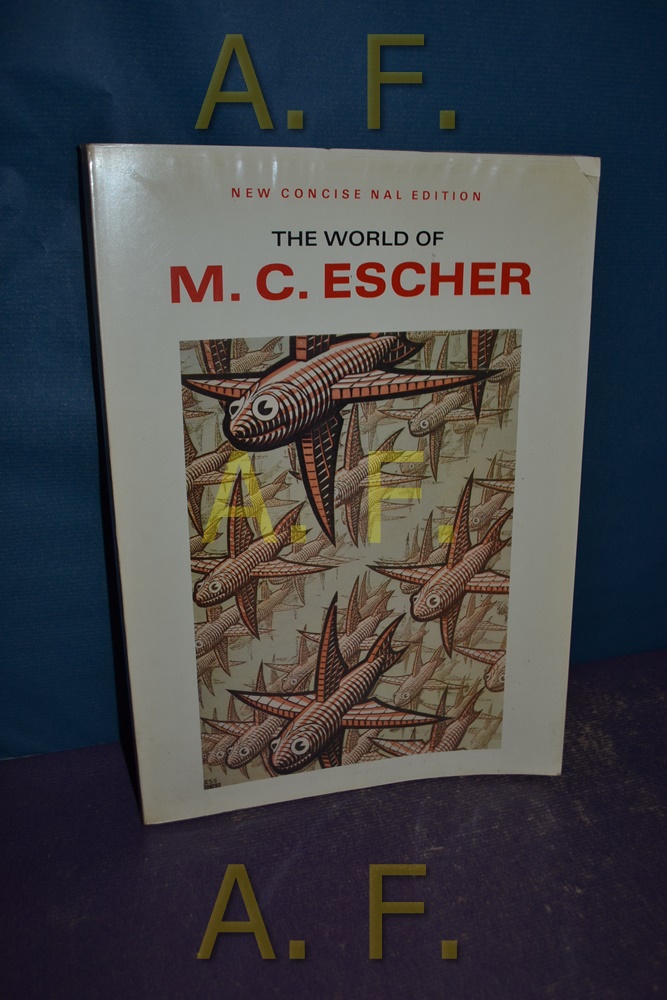 A. F.
NEW CONCISE NAL EDITION
THE WORLD OF
M. C. ESCHER
A. F.
A. F.